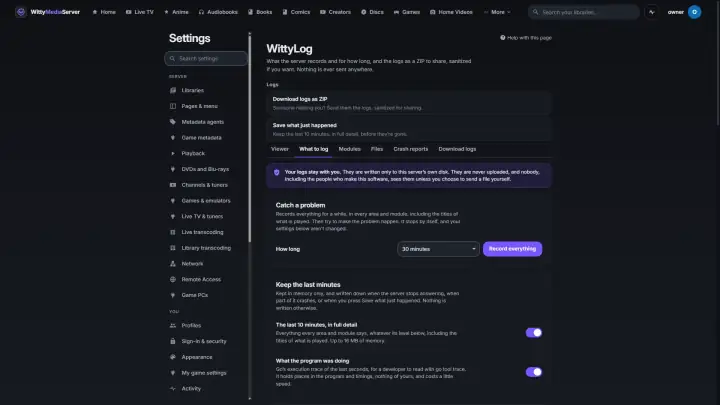 WittyMediaServer
Home
Live TV
Anime
Audiobooks
Books
Comics
Creators
Discs
Games
Home Videos
More
Search your libraries...
owner
O
Settings
Search settings
SERVER
Libraries
Pages & menu
Metadata agents
Game metadata
Playback
DVDs and Blu-rays
Channels & tuners
Games & emulators
Live TV & tuners
Live transcoding
Library transcoding
Network
Remote Access
Game PCs
YOU
Profiles
Sign-in & security
Appearance
My game settings
Activity
Help with this page
WittyLog
What the server records and for how long, and the logs as a ZIP to share, sanitized
if you want. Nothing is ever sent anywhere.
Logs
Download logs as ZIP
Someone helping you? Send them the logs, sanitized for sharing.
Save what just happened
Keep the last 10 minutes, in full detail, before they're gone.
Viewer
What to log
Modules
Files
Crash reports
Download logs
Your logs stay with you. They are written only to this server's own disk. They are never uploaded, and nobody,
including the people who make this software, sees them unless you choose to send a file yourself.
Catch a problem
Records everything for a while, in every area and module, including the titles
of what is played. Then try to make the problem happen. It stops by itself, and your
settings below aren't changed.
How long
30 minutes
Record everything
Keep the last minutes
Kept in memory only, and written down when the server stops answering, when
part of it crashes, or when you press Save what just happened. Nothing is
written otherwise.
The last 10 minutes, in full detail
Everything every area and module says, whatever its level below, including the
titles of what is played. Up to 16 MB of memory.
What the program was doing
Go's execution trace of the last seconds, for a developer to read with go tool trace.
It holds places in the program and timings, nothing of yours, and costs a little
speed.